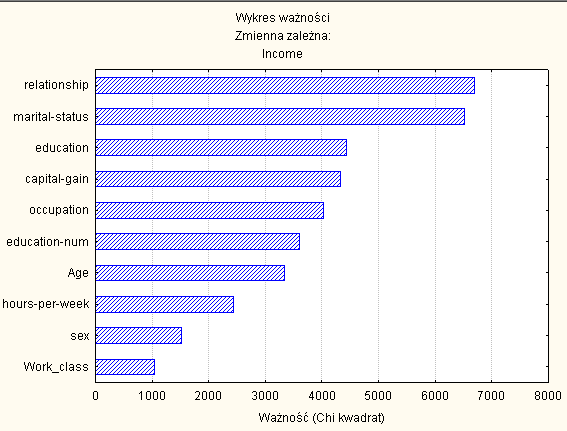 Wykres ważności
Zmienna zależna:
Income
relationship
marital-status
education
capital-gain
occupation
education-num
Age
hours-per-week
sex
Work_class
0 1000 2000 3000 4000 5000 6000 7000 8000
Ważność (Chi kwadrat)